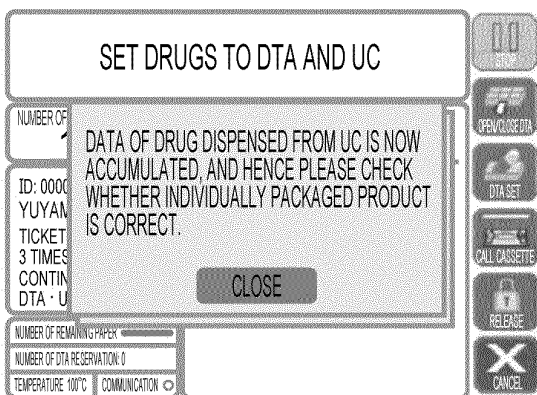 SET DRUGS TO DTA AND UC
NUMBER OF
DATA OF DRUG DISPENSED FROM UC IS NOW
ACCUMULATED, AND HENCE PLEASE CHECK
WHETHER INDIVIDUALLY PACKAGED PRODUCT
IS CORRECT.
CLOSE
ID: 0000
YUYAM
TICKET
3 TIMES
CONTIN
DTA · U
NUMBER OF REMAINING PAPER
NUMBER OF DTA RESERVATION: 0
TEMPERATURE 100°C COMMUNICATION
STOP
OPEN/CLOSE DTA
DTA SET
CALL CASSETTE
RELEASE
CANCEL